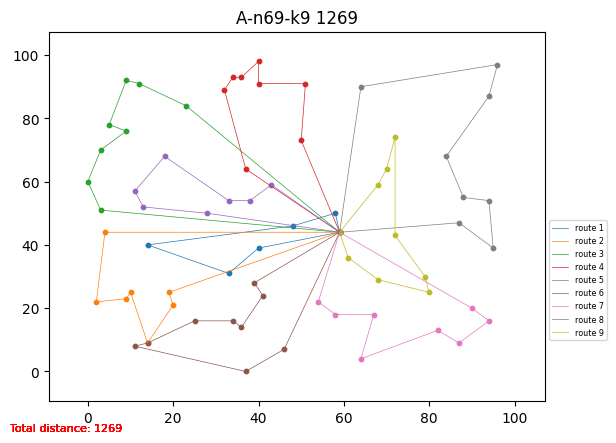 A-n69-k9 1269
100
80
60
40
20
0
0 20 40 60 80 100
route 1
route 2
route 3
route 4
route 5
route 6
route 7
route 8
route 9
Total distance: 1269